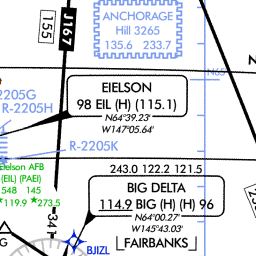 ANCHORAGE
Hill 3265
135.6 233.7
J167
155
N65
2205G
R-2205H
EIELSON
98 EIL (H) (115.1)
N64°39.23'
W147°05.64'
R-2205K
Eielson AFB
(EIL) (PAEI)
548 145
*119.9 *273.5
243.0 122.2 121.5
BIG DELTA
114.9 BIG (H) (H) 96
N64°00.27'
W145°43.03'
FAIRBANKS
341
BJIZL
G